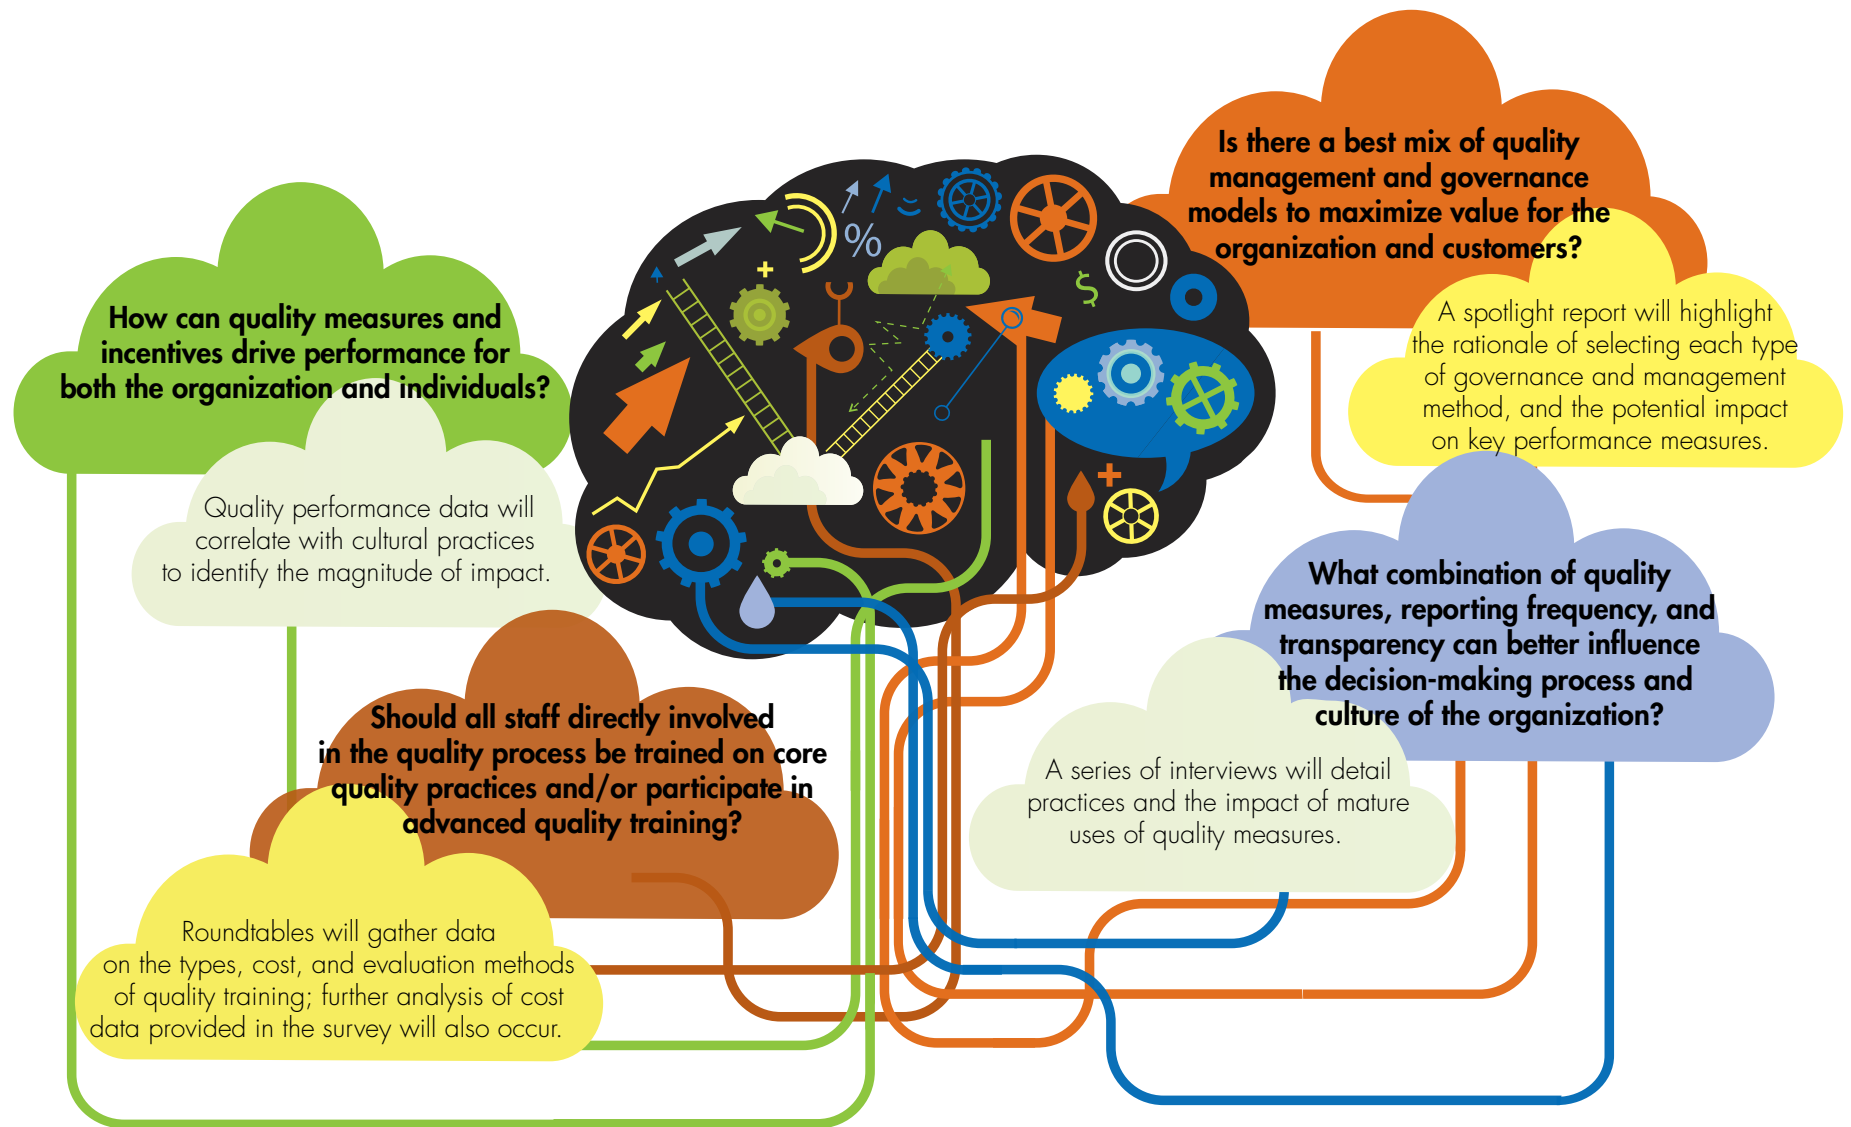 How can quality measures and
incentives drive performance for
both the organization and individuals?
Quality performance data will
correlate with cultural practices
to identify the magnitude of impact.
Should all staff directly involved
in the quality process be trained on core
quality practices and/or participate in
advanced quality training?
Roundtables will gather data
on the types, cost, and evaluation methods
of quality training; further analysis of cost
data provided in the survey will also occur.
%
$
Is there a best mix of quality
management and governance
models to maximize value for the
organization and customers?
A spotlight report will highlight
the rationale of selecting each type
of governance and management
method, and the potential impact
on key performance measures.
What combination of quality
measures, reporting frequency, and
transparency can better influence
the decision-making process and
culture of the organization?
A series of interviews will detail
practices and the impact of mature
uses of quality measures.